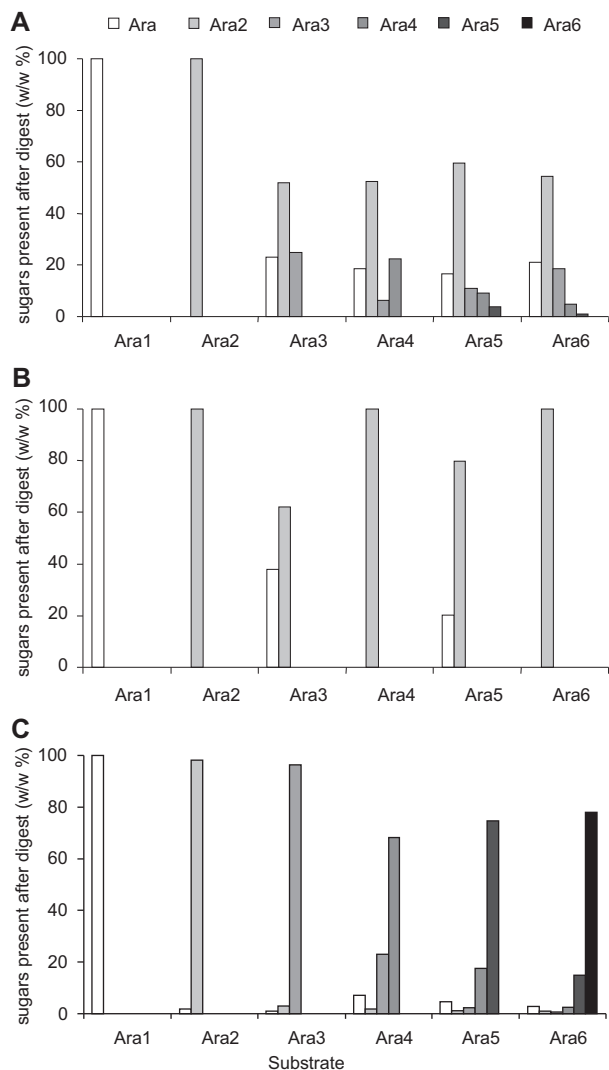 A
Ara Ara2 Ara3 Ara4 Ara5 Ara6
sugars present after digest (w/w %)
100
80
60
40
20
0
Ara1 Ara2 Ara3 Ara4 Ara5 Ara6
B
sugars present after digest (w/w %)
100
80
60
40
20
0
Ara1 Ara2 Ara3 Ara4 Ara5 Ara6
C
sugars present after digest (w/w %)
100
80
60
40
20
0
Ara1 Ara2 Ara3 Ara4 Ara5 Ara6
Substrate